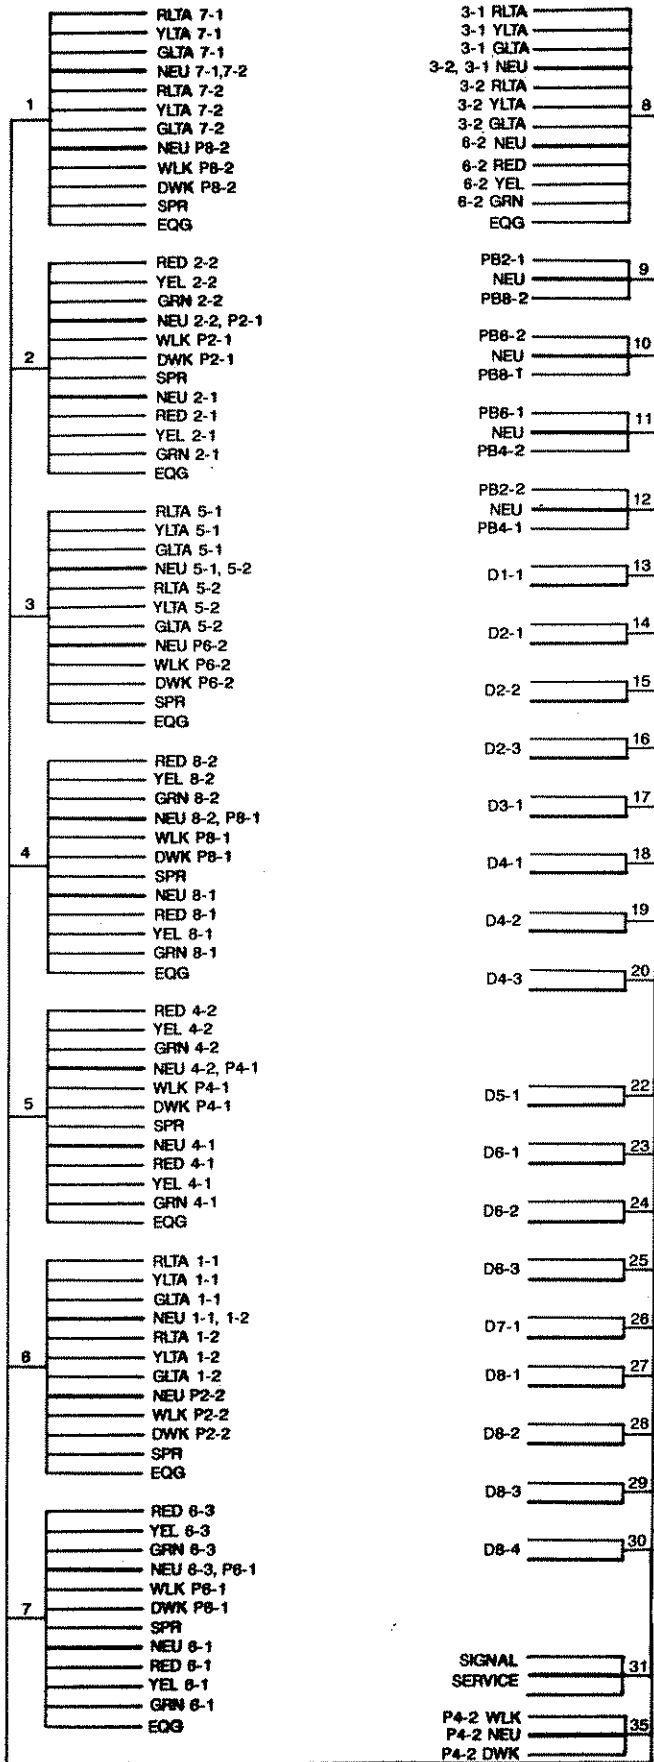 RLTA 7-1
YLTA 7-1
GLTA 7-1
NEU 7-1,7-2
RLTA 7-2
YLTA 7-2
GLTA 7-2
NEU P8-2
WLK P8-2
DWK P8-2
SPR
EQG
1
RED 2-2
YEL 2-2
GRN 2-2
NEU 2-2, P2-1
WLK P2-1
DWK P2-1
SPR
NEU 2-1
RED 2-1
YEL 2-1
GRN 2-1
EQG
2
RLTA 5-1
YLTA 5-1
GLTA 5-1
NEU 5-1, 5-2
RLTA 5-2
YLTA 5-2
GLTA 5-2
NEU P6-2
WLK P6-2
DWK P6-2
SPR
EQG
3
RED 8-2
YEL 8-2
GRN 8-2
NEU 8-2, P8-1
WLK P8-1
DWK P8-1
SPR
NEU 8-1
RED 8-1
YEL 8-1
GRN 8-1
EQG
4
RED 4-2
YEL 4-2
GRN 4-2
NEU 4-2, P4-1
WLK P4-1
DWK P4-1
SPR
NEU 4-1
RED 4-1
YEL 4-1
GRN 4-1
EQG
5
RLTA 1-1
YLTA 1-1
GLTA 1-1
NEU 1-1, 1-2
RLTA 1-2
YLTA 1-2
GLTA 1-2
NEU P2-2
WLK P2-2
DWK P2-2
SPR
EQG
6
RED 6-3
YEL 6-3
GRN 6-3
NEU 6-3, P6-1
WLK P6-1
DWK P6-1
SPR
NEU 6-1
RED 6-1
YEL 6-1
GRN 6-1
EQG
7
3-1 RLTA
3-1 YLTA
3-1 GLTA
3-2, 3-1 NEU
3-2 RLTA
3-2 YLTA
3-2 GLTA
6-2 NEU
6-2 RED
6-2 YEL
6-2 GRN
EQG
8
PB2-1
NEU
PB8-2
9
PB6-2
NEU
PB8-1
10
PB6-1
NEU
PB4-2
11
PB2-2
NEU
PB4-1
12
D1-1 13
D2-1 14
D2-2 15
D2-3 16
D3-1 17
D4-1 18
D4-2 19
D4-3 20
D5-1 22
D6-1 23
D6-2 24
D6-3 25
D7-1 26
D8-1 27
D8-2 28
D8-3 29
D8-4 30
SIGNAL
SERVICE
31
P4-2 WLK
P4-2 NEU
P4-2 DWK
35